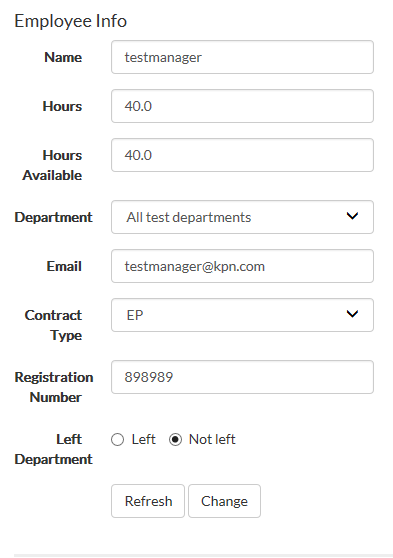 Employee Info
Name testmanager
Hours 40.0
Hours 40.0
Available
Department All test departments
Email testmanager@kpn.com
Contract EP
Type
Registration 898989
Number
Left Left Not left
Department
Refresh Change